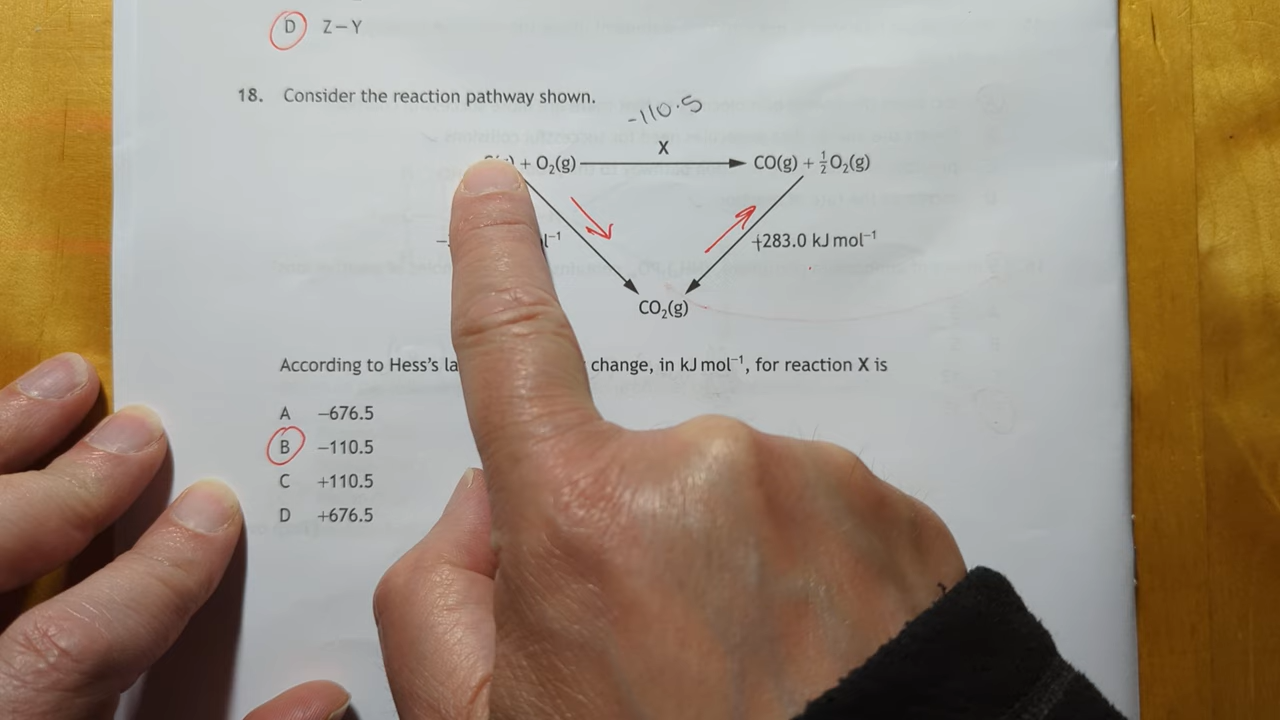 D Z–Y
18. Consider the reaction pathway shown.
-110.5
X
+ O₂(g) CO(g) + ½O₂(g)
+283.0 kJ mol⁻¹
CO₂(g)
According to Hess's change, in kJ mol⁻¹, for reaction X is
A –676.5
B –110.5
C +110.5
D +676.5